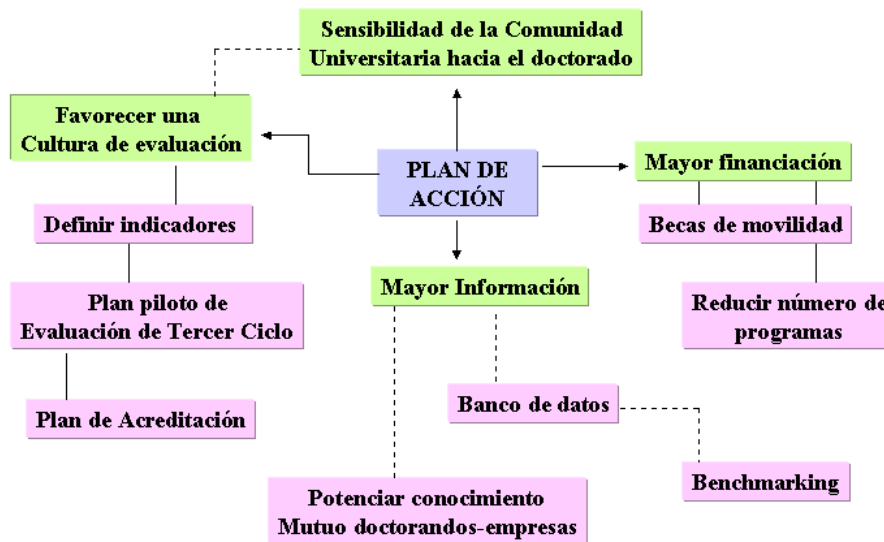 Sensibilidad de la Comunidad
Universitaria hacia el doctorado
Favorecer una
Cultura de evaluación
PLAN DE
ACCIÓN
Mayor financiación
Definir indicadores
Becas de movilidad
Mayor Información
Plan piloto de
Evaluación de Tercer Ciclo
Reducir número de
programas
Plan de Acreditación
Banco de datos
Benchmarking
Potenciar conocimiento
Mutuo doctorandos-empresas